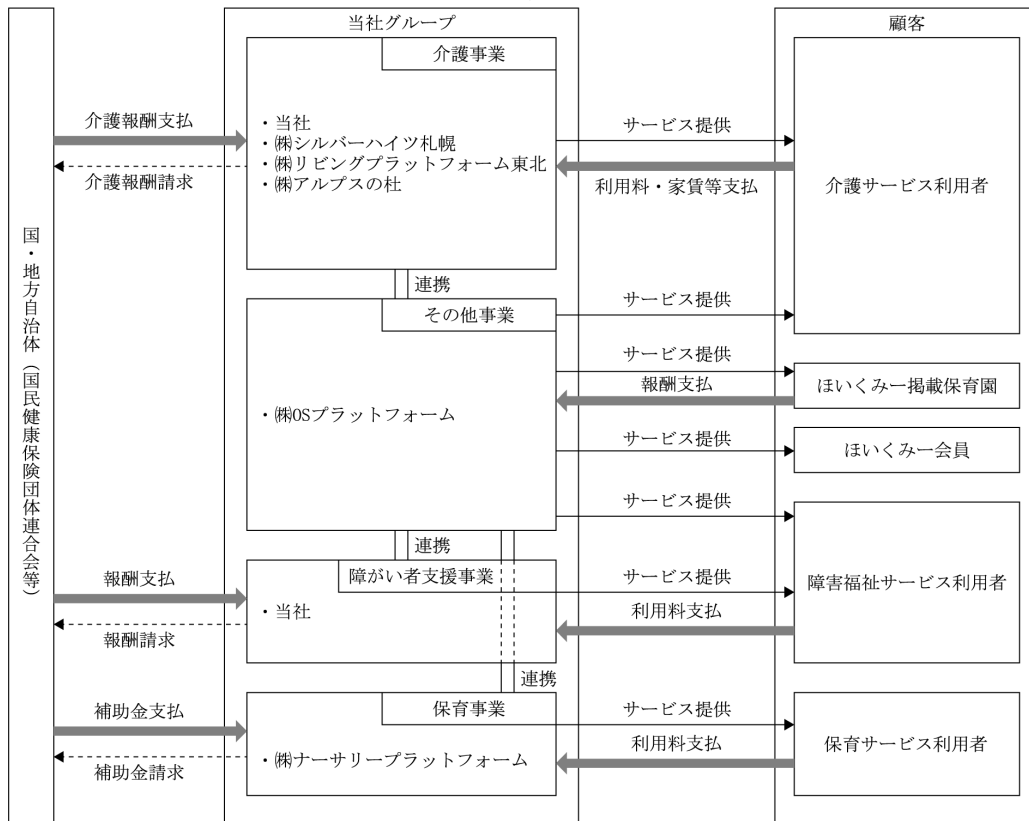 当社グループ
顧客
国・地方自治体（国民健康保険団体連合会等）
介護事業
・当社
・㈱シルバーハイツ札幌
・㈱リビングプラットフォーム東北
・㈱アルプスの杜
介護報酬支払
介護報酬請求
サービス提供
利用料・家賃等支払
介護サービス利用者
連携
その他事業
・㈱OSプラットフォーム
サービス提供
サービス提供
報酬支払
ほいくみー掲載保育園
サービス提供
ほいくみー会員
サービス提供
連携
障がい者支援事業
・当社
報酬支払
報酬請求
サービス提供
利用料支払
障害福祉サービス利用者
連携
保育事業
・㈱ナーサリープラットフォーム
補助金支払
補助金請求
サービス提供
利用料支払
保育サービス利用者